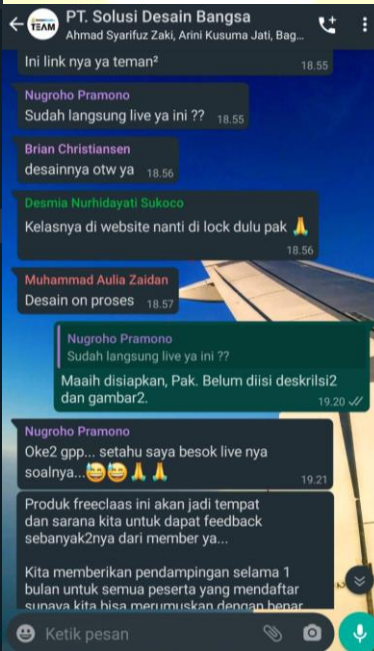 TEAM
PT. Solusi Desain Bangsa
Ahmad Syarifuz Zaki, Arini Kusuma Jati, Bag...
Ini link nya ya teman²
18.55
Nugroho Pramono
Sudah langsung live ya ini ?? 18.55
Brian Christiansen
desainnya otw ya 18.56
Desmia Nurhidayati Sukoco
Kelasnya di website nanti di lock dulu pak 🙏
18.56
Muhammad Aulia Zaidan
Desain on proses 18.57
Nugroho Pramono
Sudah langsung live ya ini ??
Maaih disiapkan, Pak. Belum diisi deskrilsi2
dan gambar2. 19.20
Nugroho Pramono
Oke2 gpp... setahu saya besok live nya
soalnya...😅😅🙏🙏
19.21
Produk freeclaas ini akan jadi tempat
dan sarana kita untuk dapat feedback
sebanyak2nya dari member ya...
Kita memberikan pendampingan selama 1
bulan untuk semua peserta yang mendaftar
supaya kita bisa merumuskan dengan benar
Ketik pesan